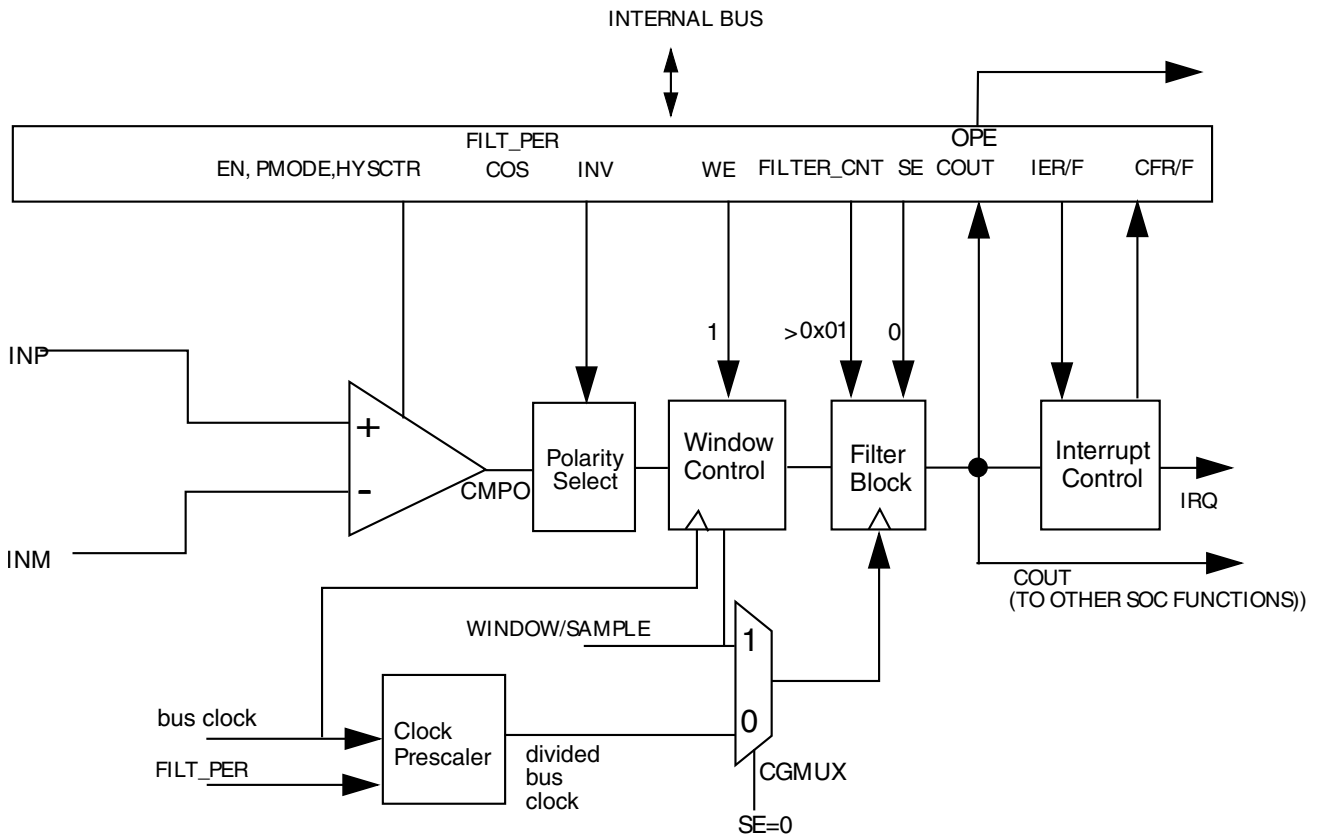 INTERNAL BUS
OPE
FILT_PER
EN, PMODE,HYSCTR
COS
INV
WE
FILTER_CNT
SE
COUT
IER/F
CFR/F
1
>0x01
0
INP
+
-
INM
CMPO
Polarity
Select
Window
Control
Filter
Block
Interrupt
Control
IRQ
COUT
(TO OTHER SOC FUNCTIONS))
WINDOW/SAMPLE
1
0
bus clock
FILT_PER
Clock
Prescaler
divided
bus
clock
CGMUX
SE=0